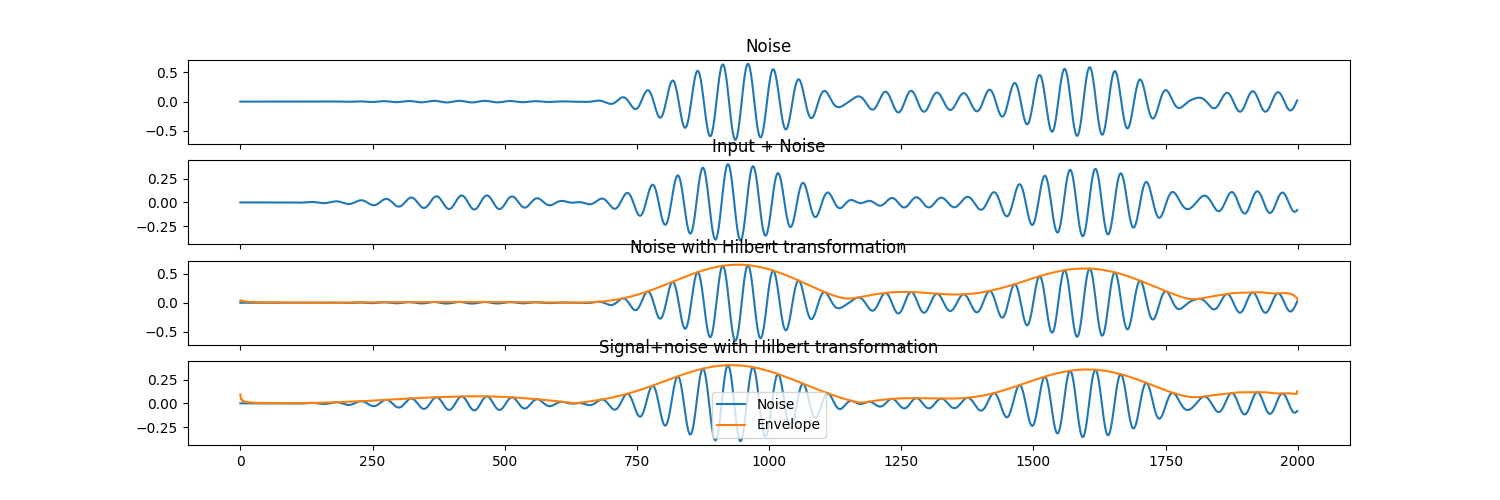 Noise
0.5
0.0
−0.5
Input + Noise
0.25
0.00
−0.25
Noise with Hilbert transformation
0.5
0.0
−0.5
Signal+noise with Hilbert transformation
0.25
0.00
−0.25
Noise
Envelope
0 250 500 750 1000 1250 1500 1750 2000